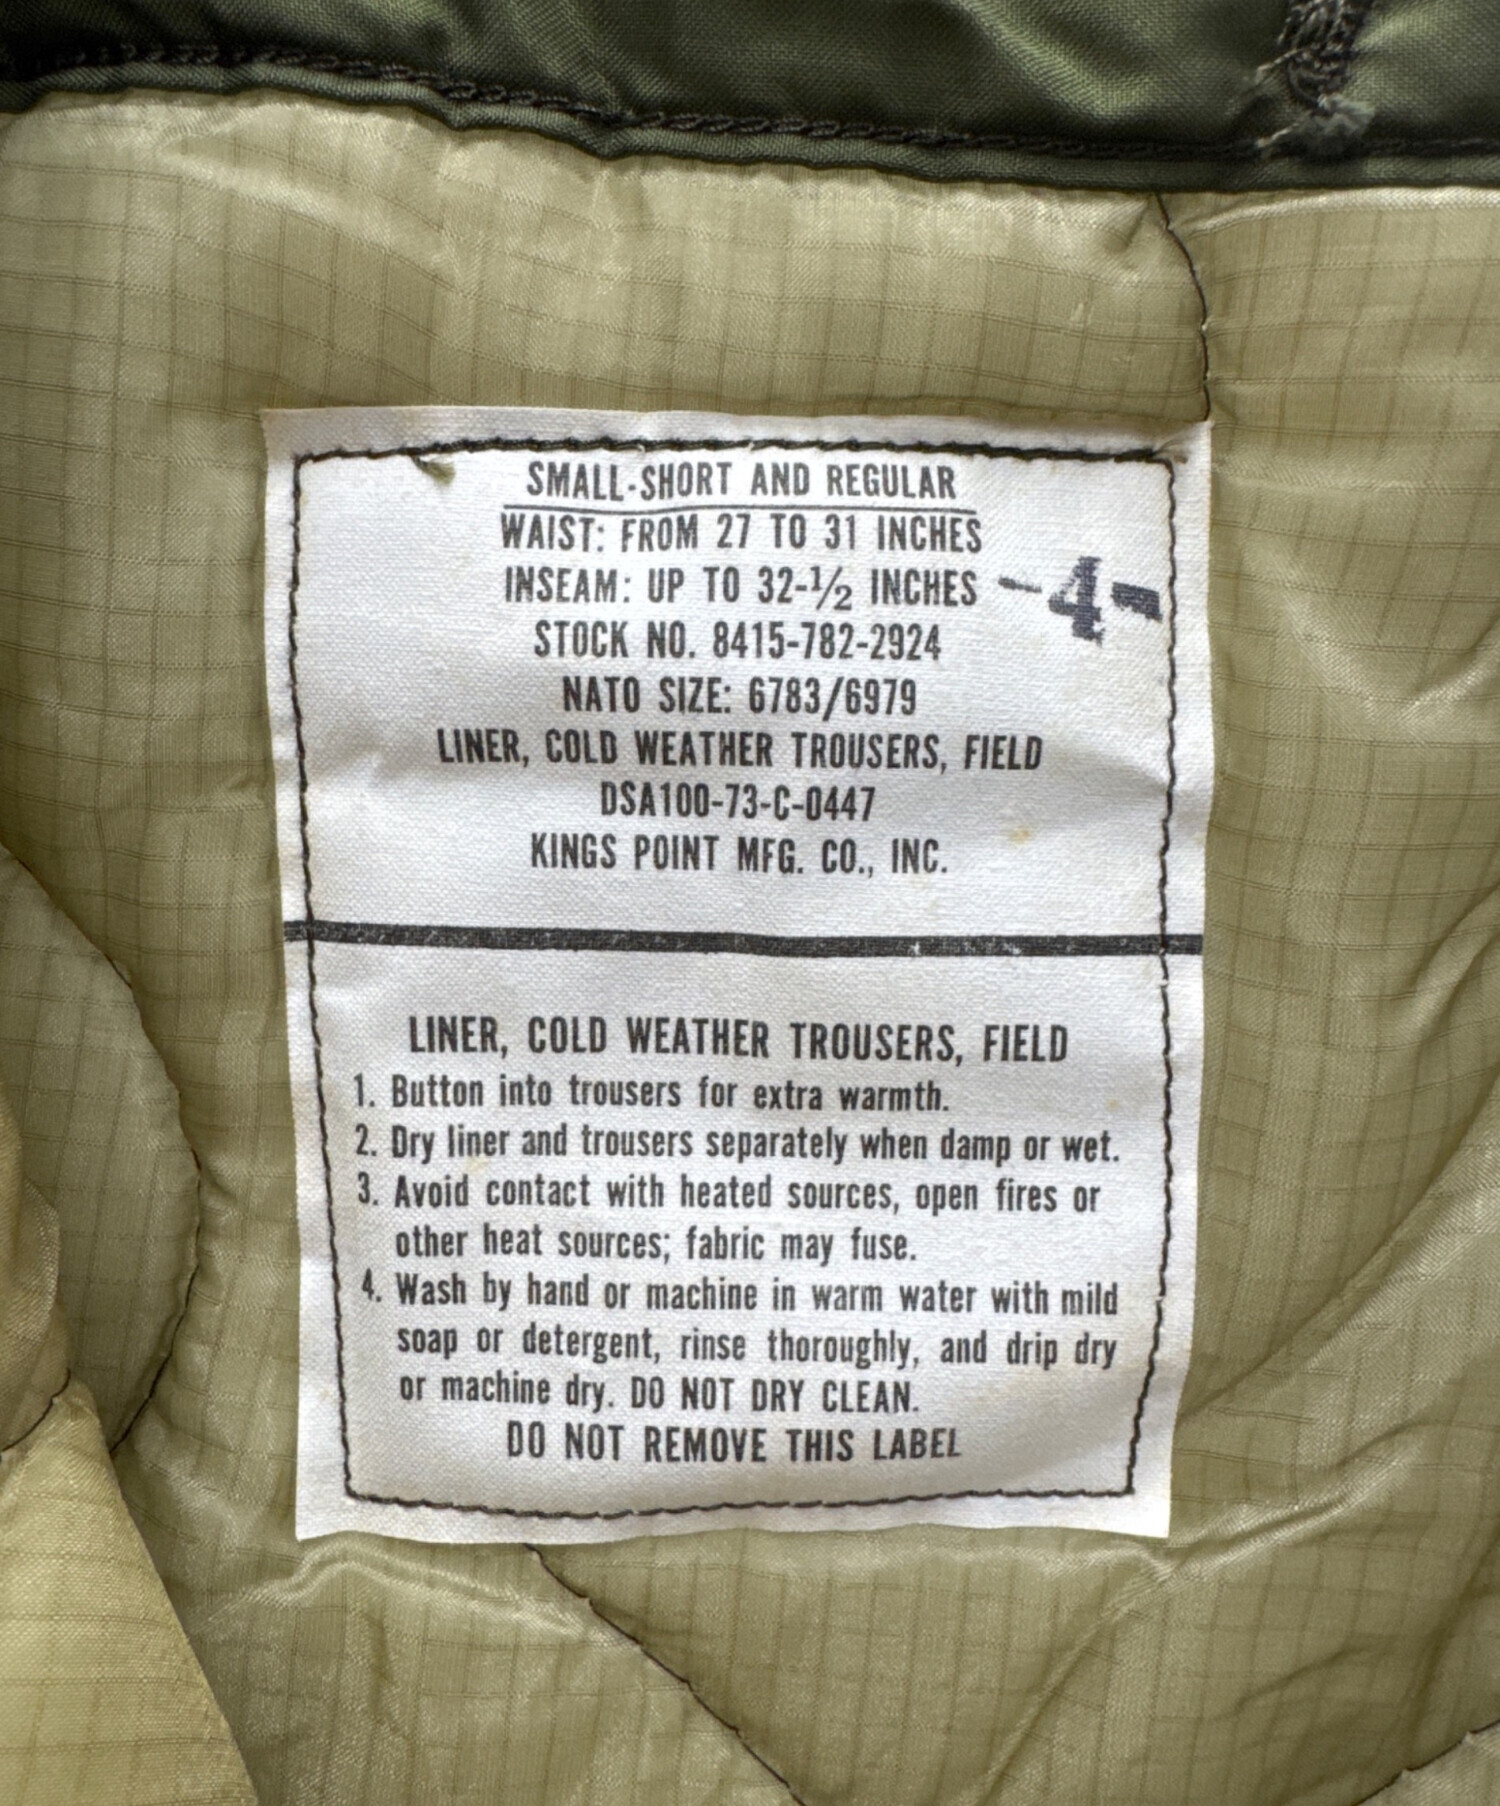 SMALL-SHORT AND REGULAR
WAIST: FROM 27 TO 31 INCHES
INSEAM: UP TO 32-½ INCHES -4-
STOCK NO. 8415-782-2924
NATO SIZE: 6783/6979
LINER, COLD WEATHER TROUSERS, FIELD
DSA100-73-C-0447
KINGS POINT MFG. CO., INC.
LINER, COLD WEATHER TROUSERS, FIELD
1. Button into trousers for extra warmth.
2. Dry liner and trousers separately when damp or wet.
3. Avoid contact with heated sources, open fires or
other heat sources; fabric may fuse.
4. Wash by hand or machine in warm water with mild
soap or detergent, rinse thoroughly, and drip dry
or machine dry. DO NOT DRY CLEAN.
DO NOT REMOVE THIS LABEL